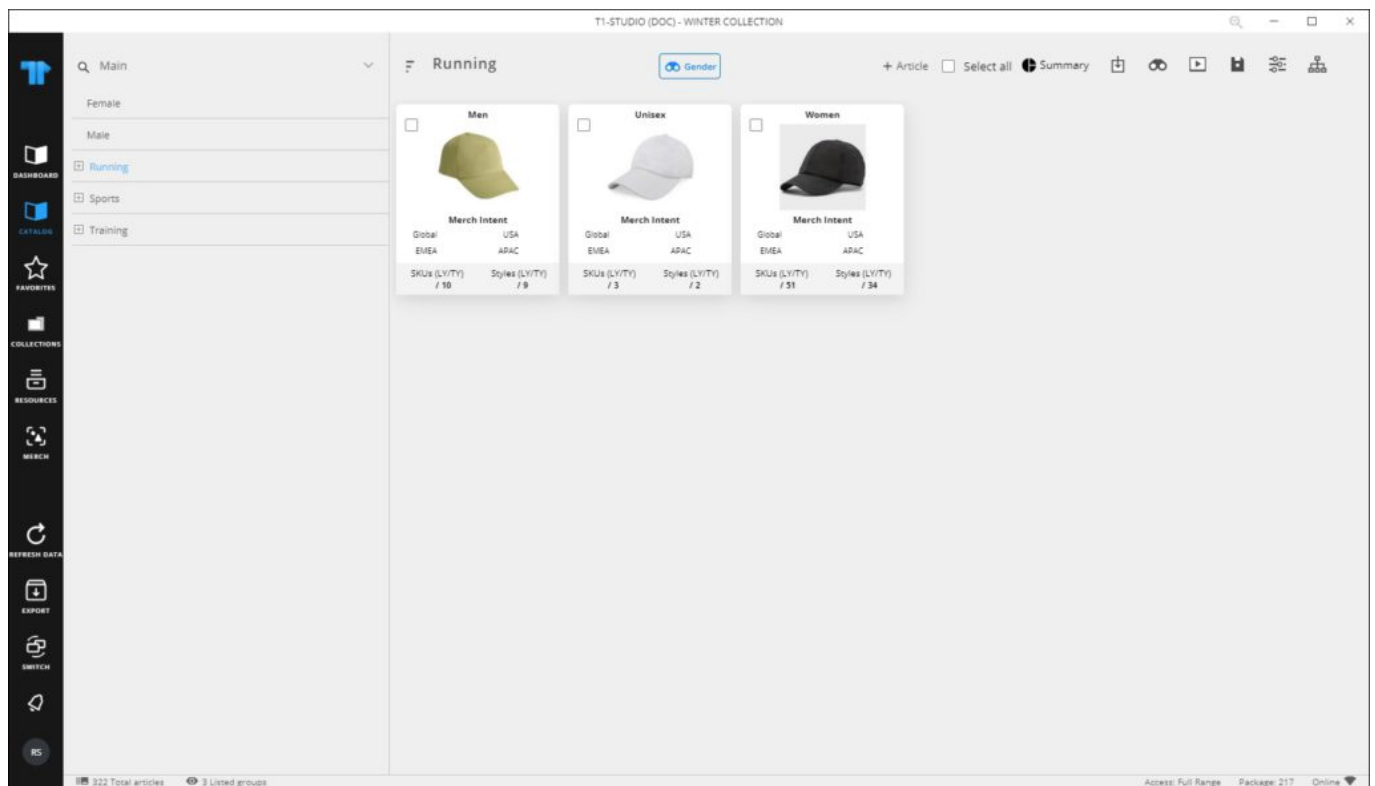 T1-STUDIO (DOC) - WINTER COLLECTION
Main
Running
Gender
+ Article
Select all
Summary
Female
Male
Running
Sports
Training
DASHBOARD
CATALOG
FAVORITES
COLLECTIONS
RESOURCES
MERCH
REFRESH DATA
EXPORT
SWITCH
RS
Men
Merch Intent
Global USA
EMEA APAC
SKUs (LY/TY) Styles (LY/TY)
/ 10 / 9
Unisex
Merch Intent
Global USA
EMEA APAC
SKUs (LY/TY) Styles (LY/TY)
/ 3 / 2
Women
Merch Intent
Global USA
EMEA APAC
SKUs (LY/TY) Styles (LY/TY)
/ 51 / 34
322 Total articles 3 Listed groups
Access: Full Range Package: 217 Online